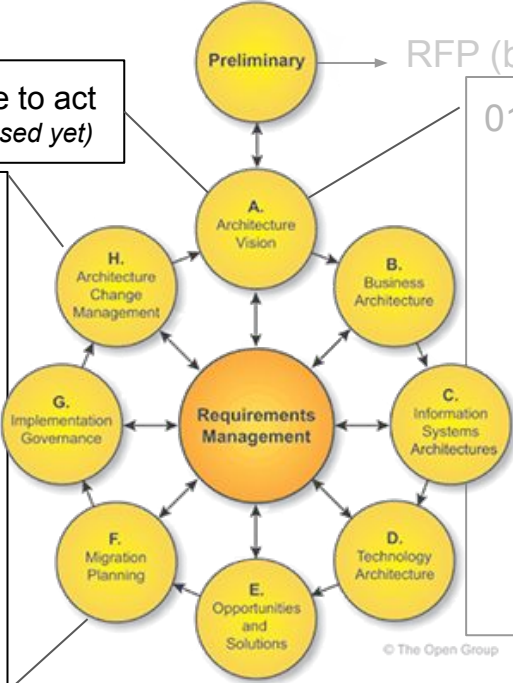 Preliminary
RFP (b
e to act
sed yet)
01
A.
Architecture
Vision
H.
Architecture
Change
Management
B.
Business
Architecture
G.
Implementation
Governance
Requirements
Management
C.
Information
Systems
Architectures
F.
Migration
Planning
D.
Technology
Architecture
E.
Opportunities
and
Solutions
© The Open Group